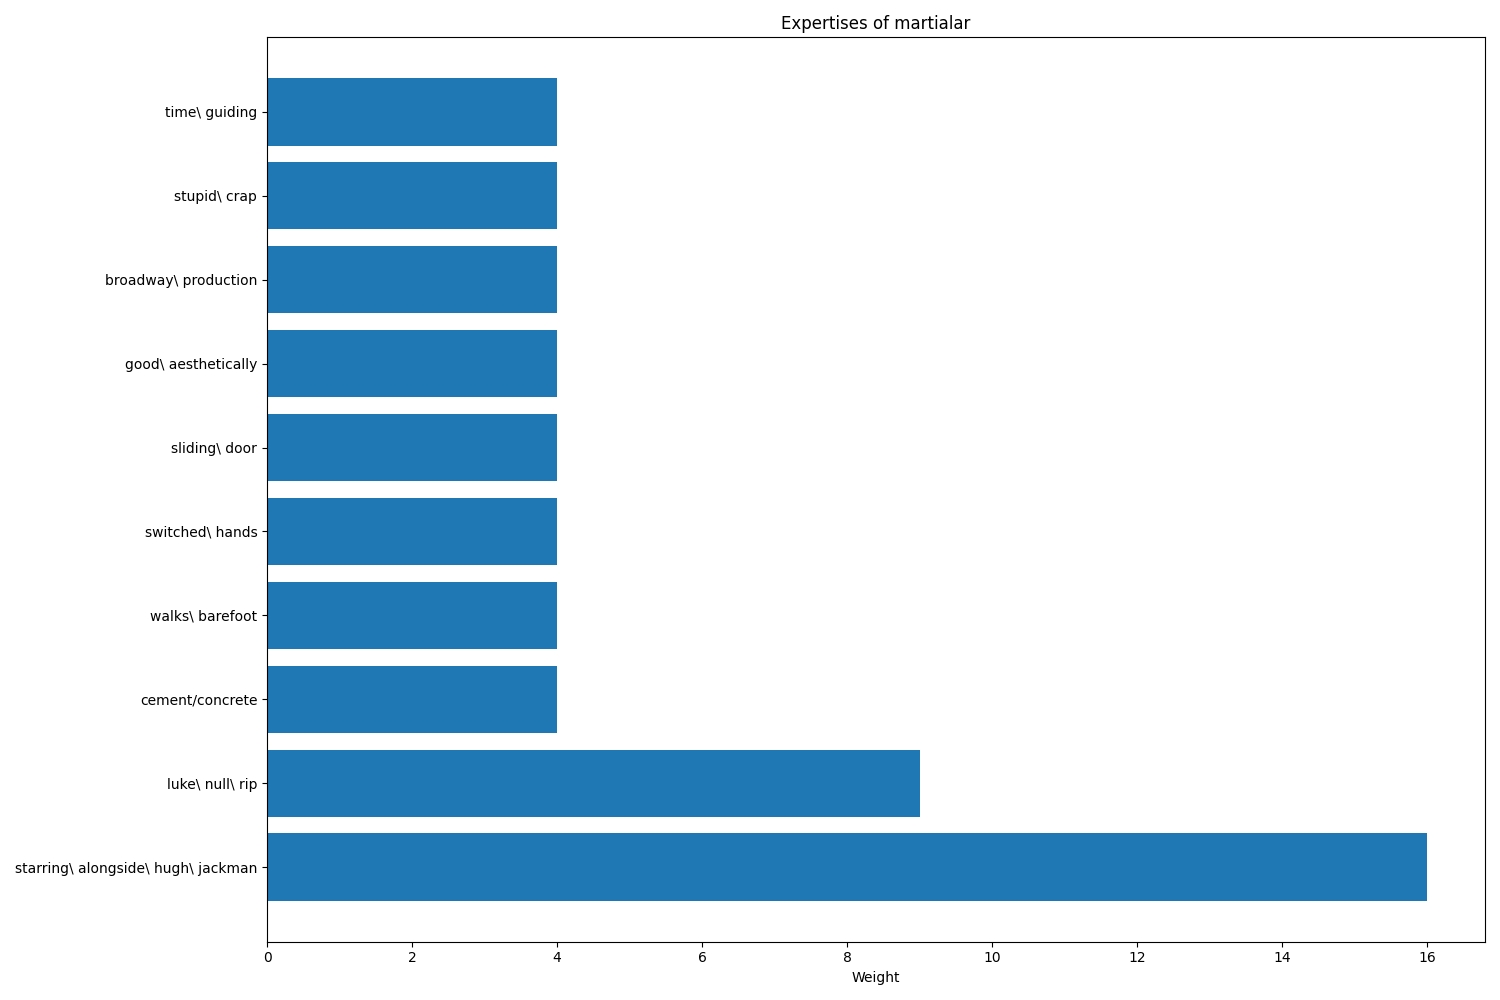 Expertises of martialar
time\ guiding
stupid\ crap
broadway\ production
good\ aesthetically
sliding\ door
switched\ hands
walks\ barefoot
cement/concrete
luke\ null\ rip
starring\ alongside\ hugh\ jackman
0 2 4 6 8 10 12 14 16
Weight